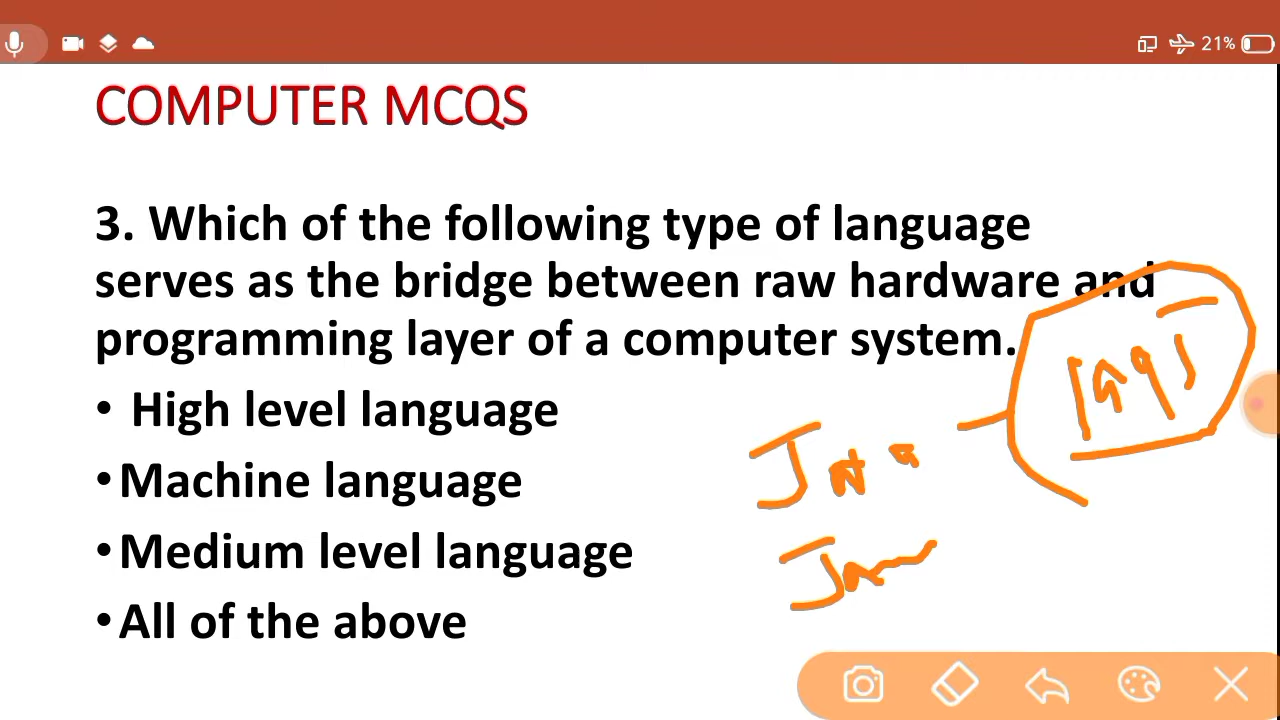 21%
COMPUTER MCQS
3. Which of the following type of language
serves as the bridge between raw hardware and
programming layer of a computer system.
• High level language
• Machine language
• Medium level language
• All of the above